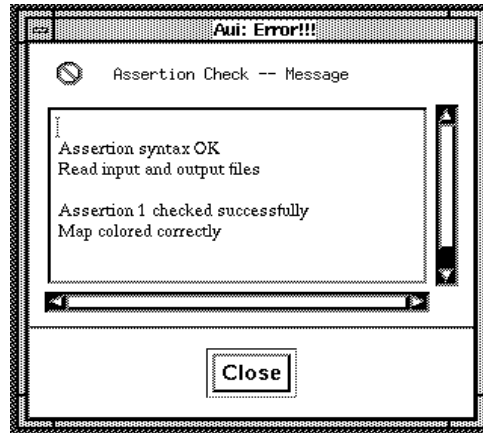 Aui: Error!!!
Assertion Check -- Message
Assertion syntax OK
Read input and output files
Assertion 1 checked successfully
Map colored correctly
Close